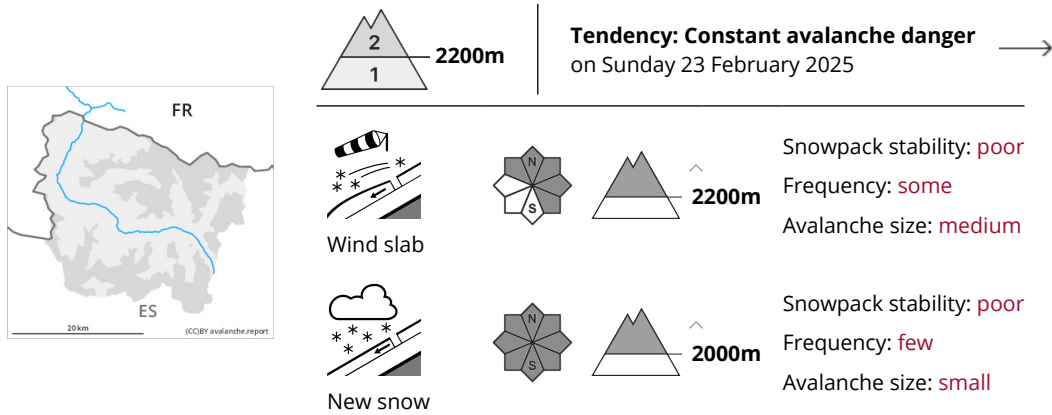 FR
ES
20 km
(CC)BY avalanche.report
2
1
2200m
Tendency: Constant avalanche danger
on Sunday 23 February 2025
Wind slab
N
S
2200m
Snowpack stability: poor
Frequency: some
Avalanche size: medium
New snow
N
S
2000m
Snowpack stability: poor
Frequency: few
Avalanche size: small